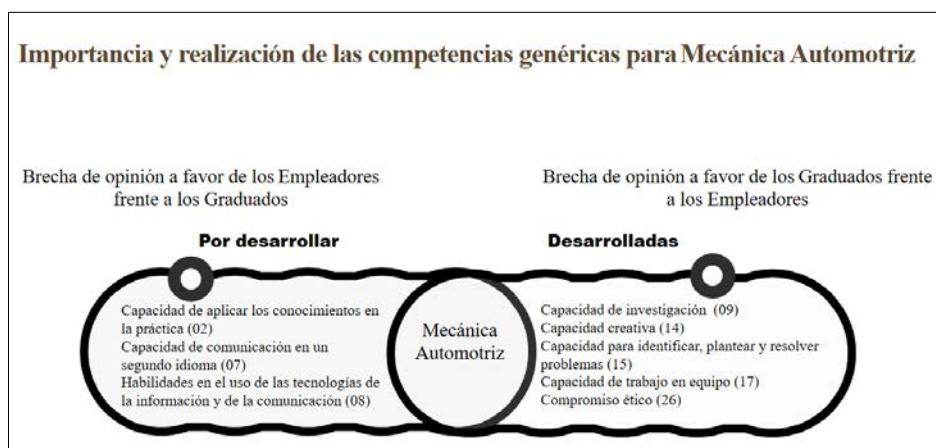 Importancia y realización de las competencias genéricas para Mecánica Automotriz
Brecha de opinión a favor de los Empleadores
frente a los Graduados
Por desarrollar
Capacidad de aplicar los conocimientos en
la práctica (02)
Capacidad de comunicación en un
segundo idioma (07)
Habilidades en el uso de las tecnologías de
la información y de la comunicación (08)
Mecánica
Automotriz
Brecha de opinión a favor de los Graduados frente
a los Empleadores
Desarrolladas
Capacidad de investigación (09)
Capacidad creativa (14)
Capacidad para identificar, plantear y resolver
problemas (15)
Capacidad de trabajo en equipo (17)
Compromiso ético (26)